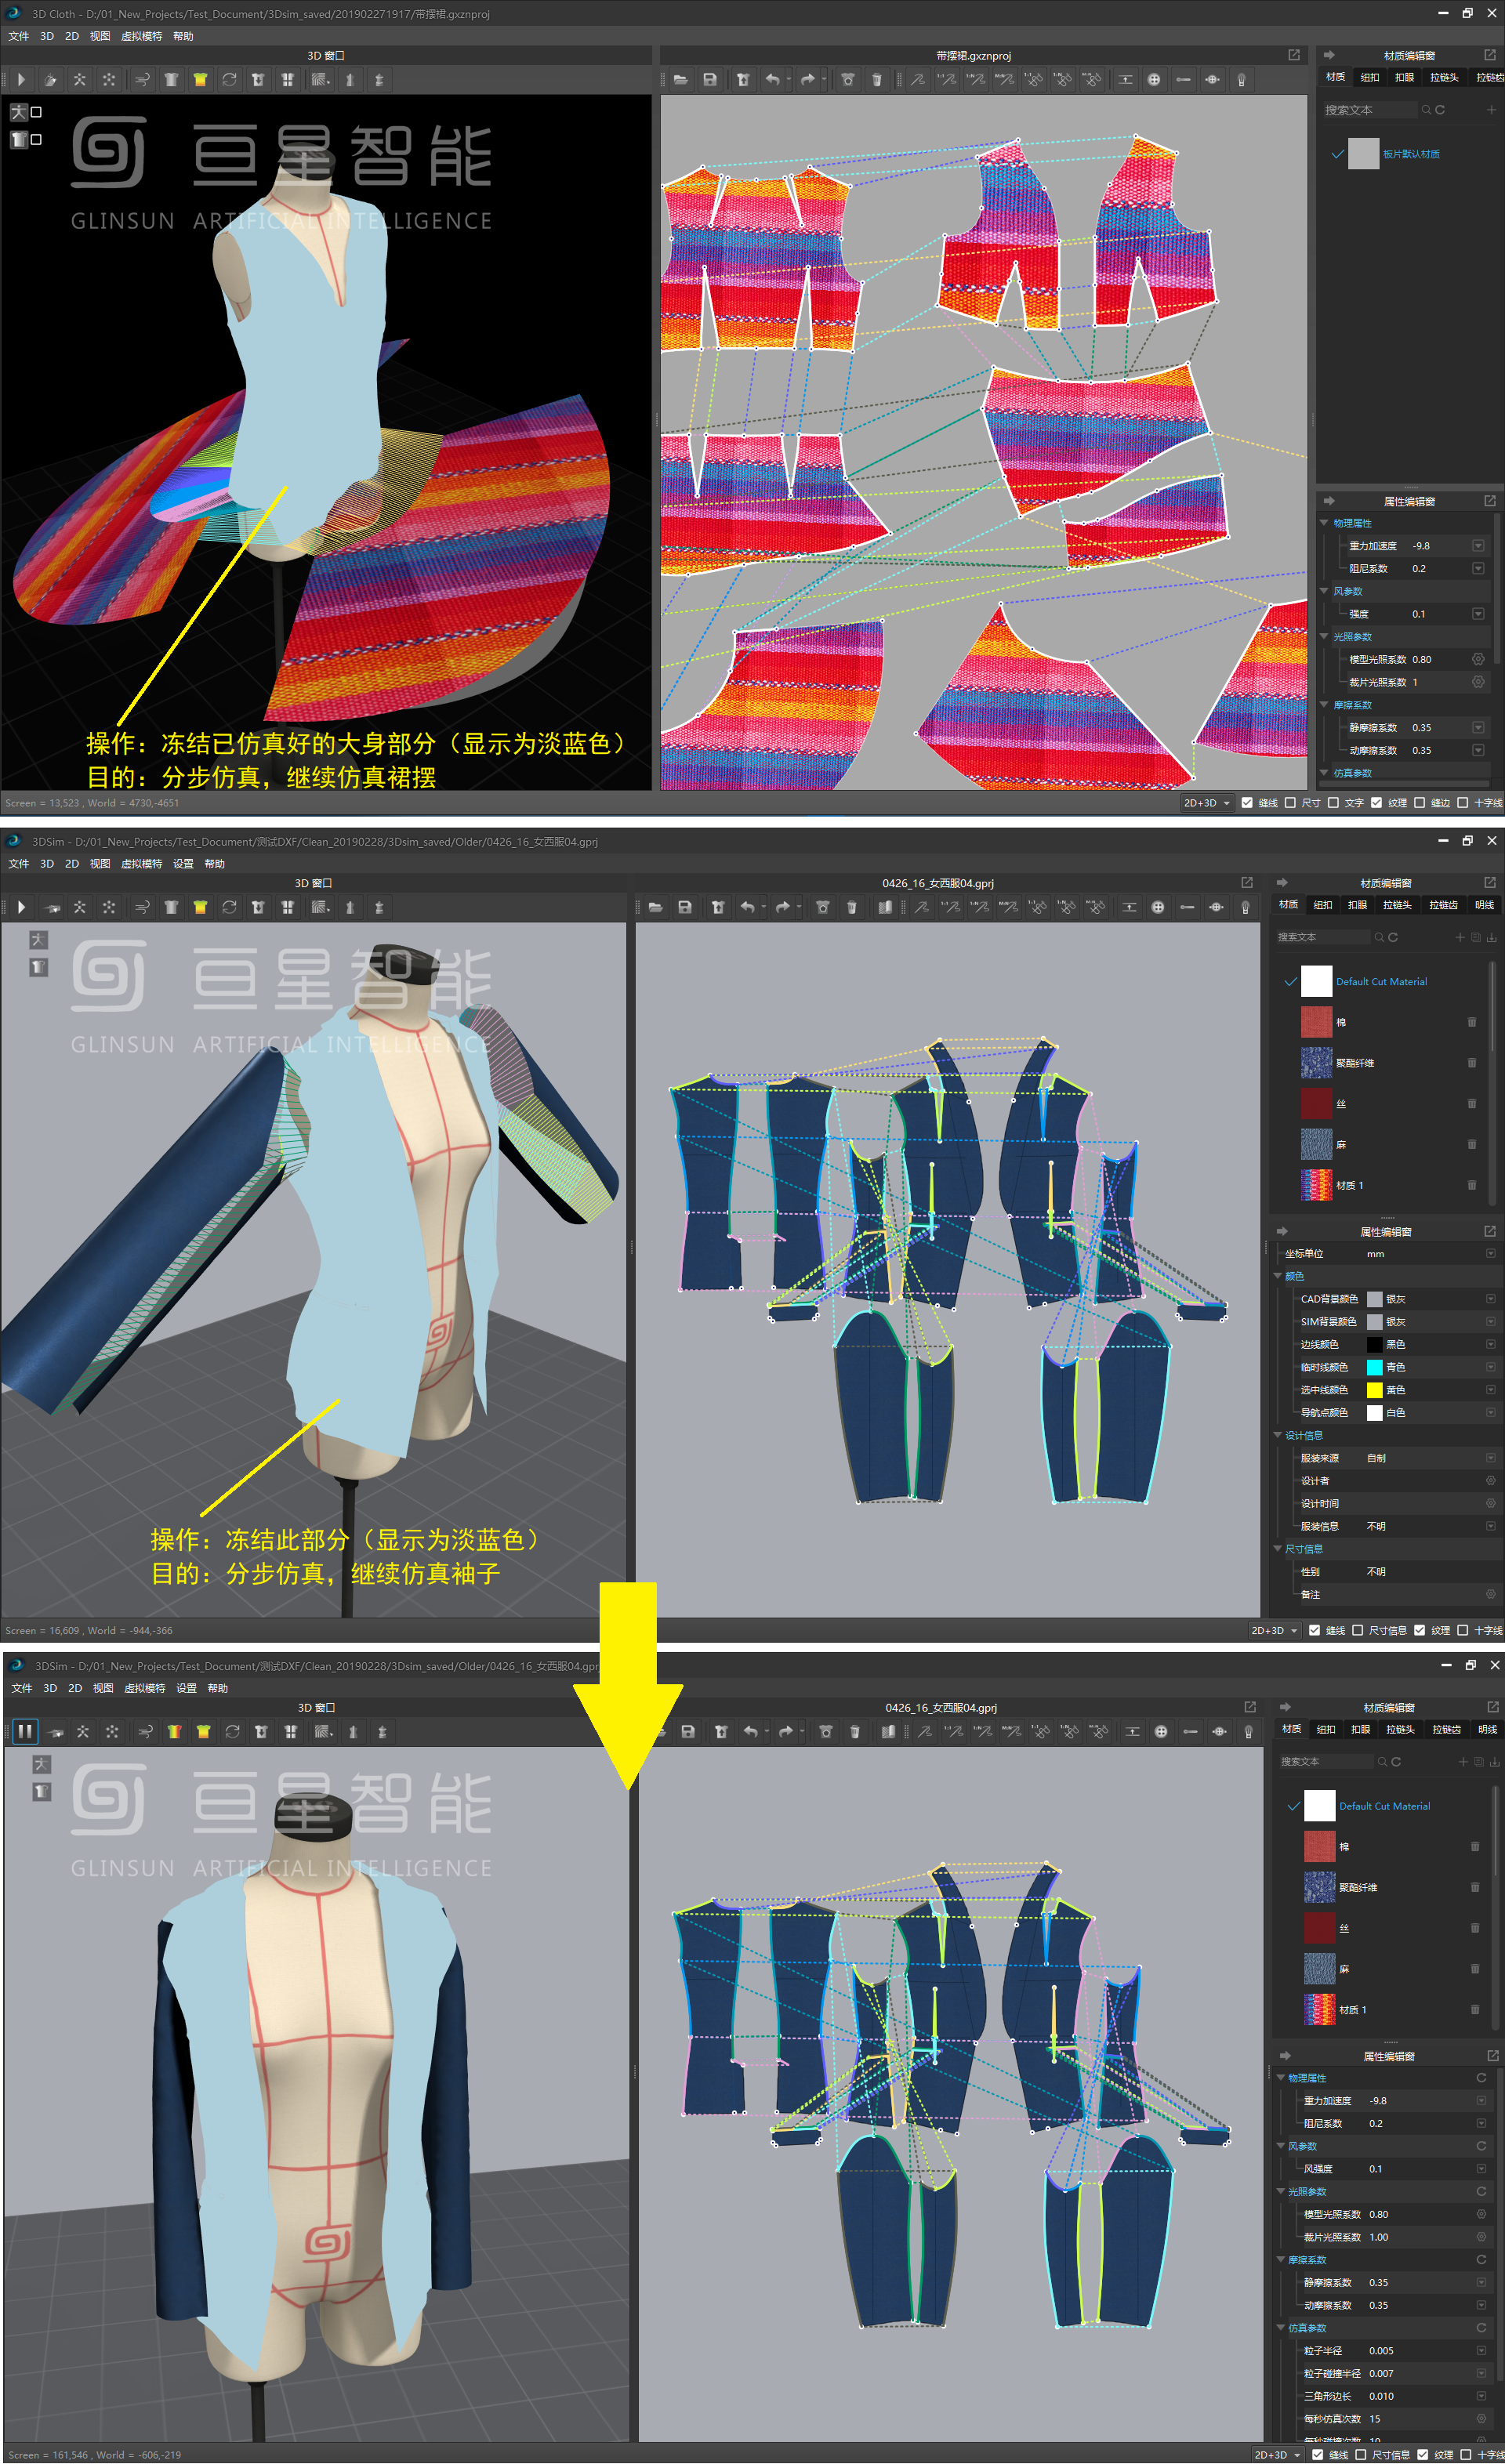 3D Cloth - D:/01_New_Projects/Test_Document/3Dsim_saved/201902271917/带摆裙.gxznproj
文件 3D 2D 视图 虚拟模特 帮助
3D 窗口
带摆裙.gxznproj
材质编辑窗
材质 纽扣 扣眼 拉链头 拉链齿
搜索文本
板片默认材质
亘星智能
GLINSUN ARTIFICIAL INTELLIGENCE
操作：冻结已仿真好的大身部分（显示为淡蓝色）
目的：分步仿真，继续仿真裙摆
属性编辑窗
物理属性
重力加速度 -9.8
阻尼系数 0.2
风参数
强度 0.1
光照参数
模型光照系数 0.80
裁片光照系数 1
摩擦系数
静摩擦系数 0.35
动摩擦系数 0.35
仿真参数
Screen = 13,523 , World = 4730,-4651
2D+3D 缝线 尺寸 文字 纹理 缝边 十字线
3DSim - D:/01_New_Projects/Test_Document/测试DXF/Clean_20190228/3Dsim_saved/Older/0426_16_女西服04.gprj
文件 3D 2D 视图 虚拟模特 设置 帮助
3D 窗口
0426_16_女西服04.gprj
材质编辑窗
材质 纽扣 扣眼 拉链头 拉链齿 明线
搜索文本
Default Cut Material
棉
聚酯纤维
丝
麻
材质 1
亘星智能
GLINSUN ARTIFICIAL INTELLIGENCE
操作：冻结此部分（显示为淡蓝色）
目的：分步仿真，继续仿真袖子
属性编辑窗
坐标单位 mm
颜色
CAD背景颜色 银灰
SIM背景颜色 银灰
边线颜色 黑色
临时线颜色 青色
选中线颜色 黄色
导航点颜色 白色
设计信息
服装来源 自制
设计者
设计时间
服装信息 不明
尺寸信息
性别 不明
备注
Screen = 16,609 , World = -944,-366
2D+3D 缝线 尺寸信息 纹理 十字线
3DSim - D:/01_New_Projects/Test_Document/测试DXF/Clean_20190228/3Dsim_saved/Older/0426_16_女西服04.gprj
文件 3D 2D 视图 虚拟模特 设置 帮助
3D 窗口
0426_16_女西服04.gprj
材质编辑窗
材质 纽扣 扣眼 拉链头 拉链齿 明线
搜索文本
Default Cut Material
棉
聚酯纤维
丝
麻
材质 1
亘星智能
GLINSUN ARTIFICIAL INTELLIGENCE
属性编辑窗
物理属性
重力加速度 -9.8
阻尼系数 0.2
风参数
风强度 0.1
光照参数
模型光照系数 0.80
裁片光照系数 1.00
摩擦系数
静摩擦系数 0.35
动摩擦系数 0.35
仿真参数
粒子半径 0.005
粒子碰撞半径 0.007
三角形边长 0.010
每秒仿真次数 15
Screen = 161,546 , World = -606,-219
2D+3D 缝线 尺寸信息 纹理 十字线